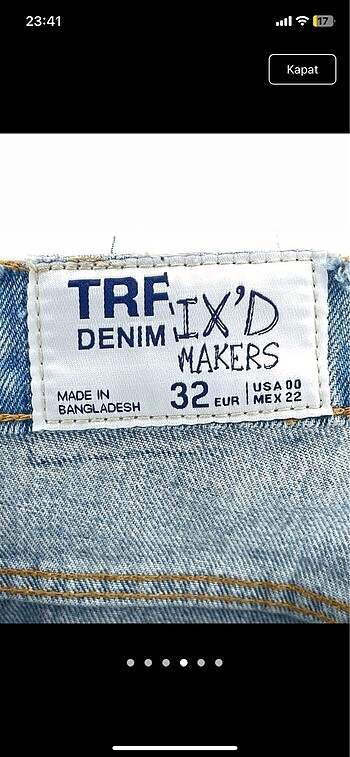 23:41
17
Kapat
TRF
DENIM
IX'D
MAKERS
MADE IN
BANGLADESH
32 EUR
USA 00
MEX 22